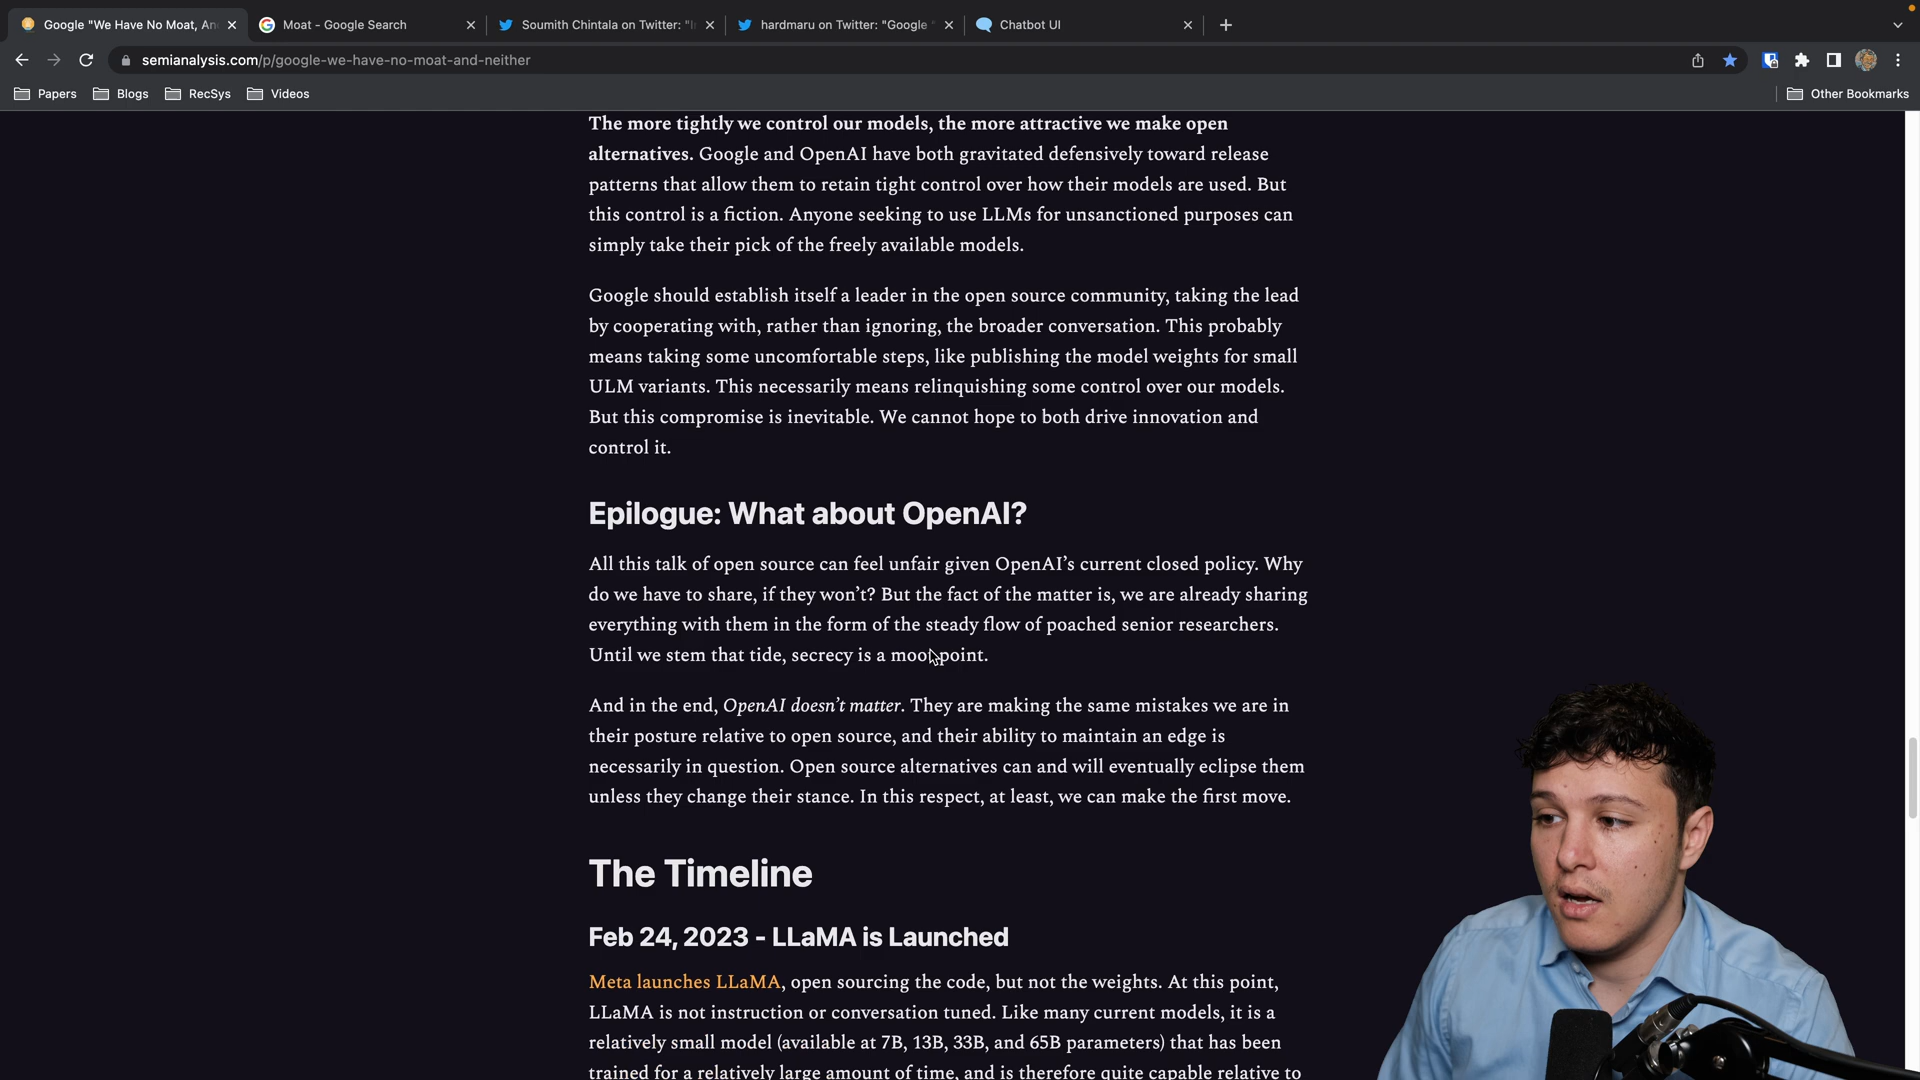 Google "We Have No Moat, An
Moat - Google Search
Soumith Chintala on Twitter: "I
hardmaru on Twitter: "Google
Chatbot UI
semianalysis.com/p/google-we-have-no-moat-and-neither
Papers
Blogs
RecSys
Videos
Other Bookmarks
The more tightly we control our models, the more attractive we make open
alternatives. Google and OpenAI have both gravitated defensively toward release
patterns that allow them to retain tight control over how their models are used. But
this control is a fiction. Anyone seeking to use LLMs for unsanctioned purposes can
simply take their pick of the freely available models.
Google should establish itself a leader in the open source community, taking the lead
by cooperating with, rather than ignoring, the broader conversation. This probably
means taking some uncomfortable steps, like publishing the model weights for small
ULM variants. This necessarily means relinquishing some control over our models.
But this compromise is inevitable. We cannot hope to both drive innovation and
control it.
Epilogue: What about OpenAI?
All this talk of open source can feel unfair given OpenAI's current closed policy. Why
do we have to share, if they won't? But the fact of the matter is, we are already sharing
everything with them in the form of the steady flow of poached senior researchers.
Until we stem that tide, secrecy is a moot point.
And in the end, OpenAI doesn't matter. They are making the same mistakes we are in
their posture relative to open source, and their ability to maintain an edge is
necessarily in question. Open source alternatives can and will eventually eclipse them
unless they change their stance. In this respect, at least, we can make the first move.
The Timeline
Feb 24, 2023 - LLaMA is Launched
Meta launches LLaMA, open sourcing the code, but not the weights. At this point,
LLaMA is not instruction or conversation tuned. Like many current models, it is a
relatively small model (available at 7B, 13B, 33B, and 65B parameters) that has been
trained for a relatively large amount of time, and is therefore quite capable relative to